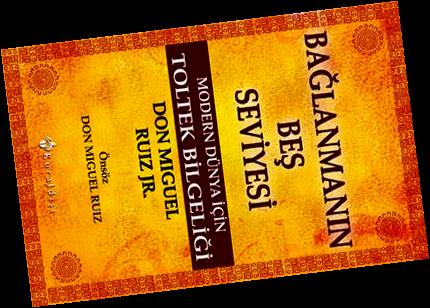 BAĞLANMANIN
BEŞ
SEVİYESİ
MODERN DÜNYA İÇİN
TOLTEK BİLGELİĞİ
DON MIGUEL
RUIZ JR.
Önsöz
DON MIGUEL RUIZ
Kuraldışı